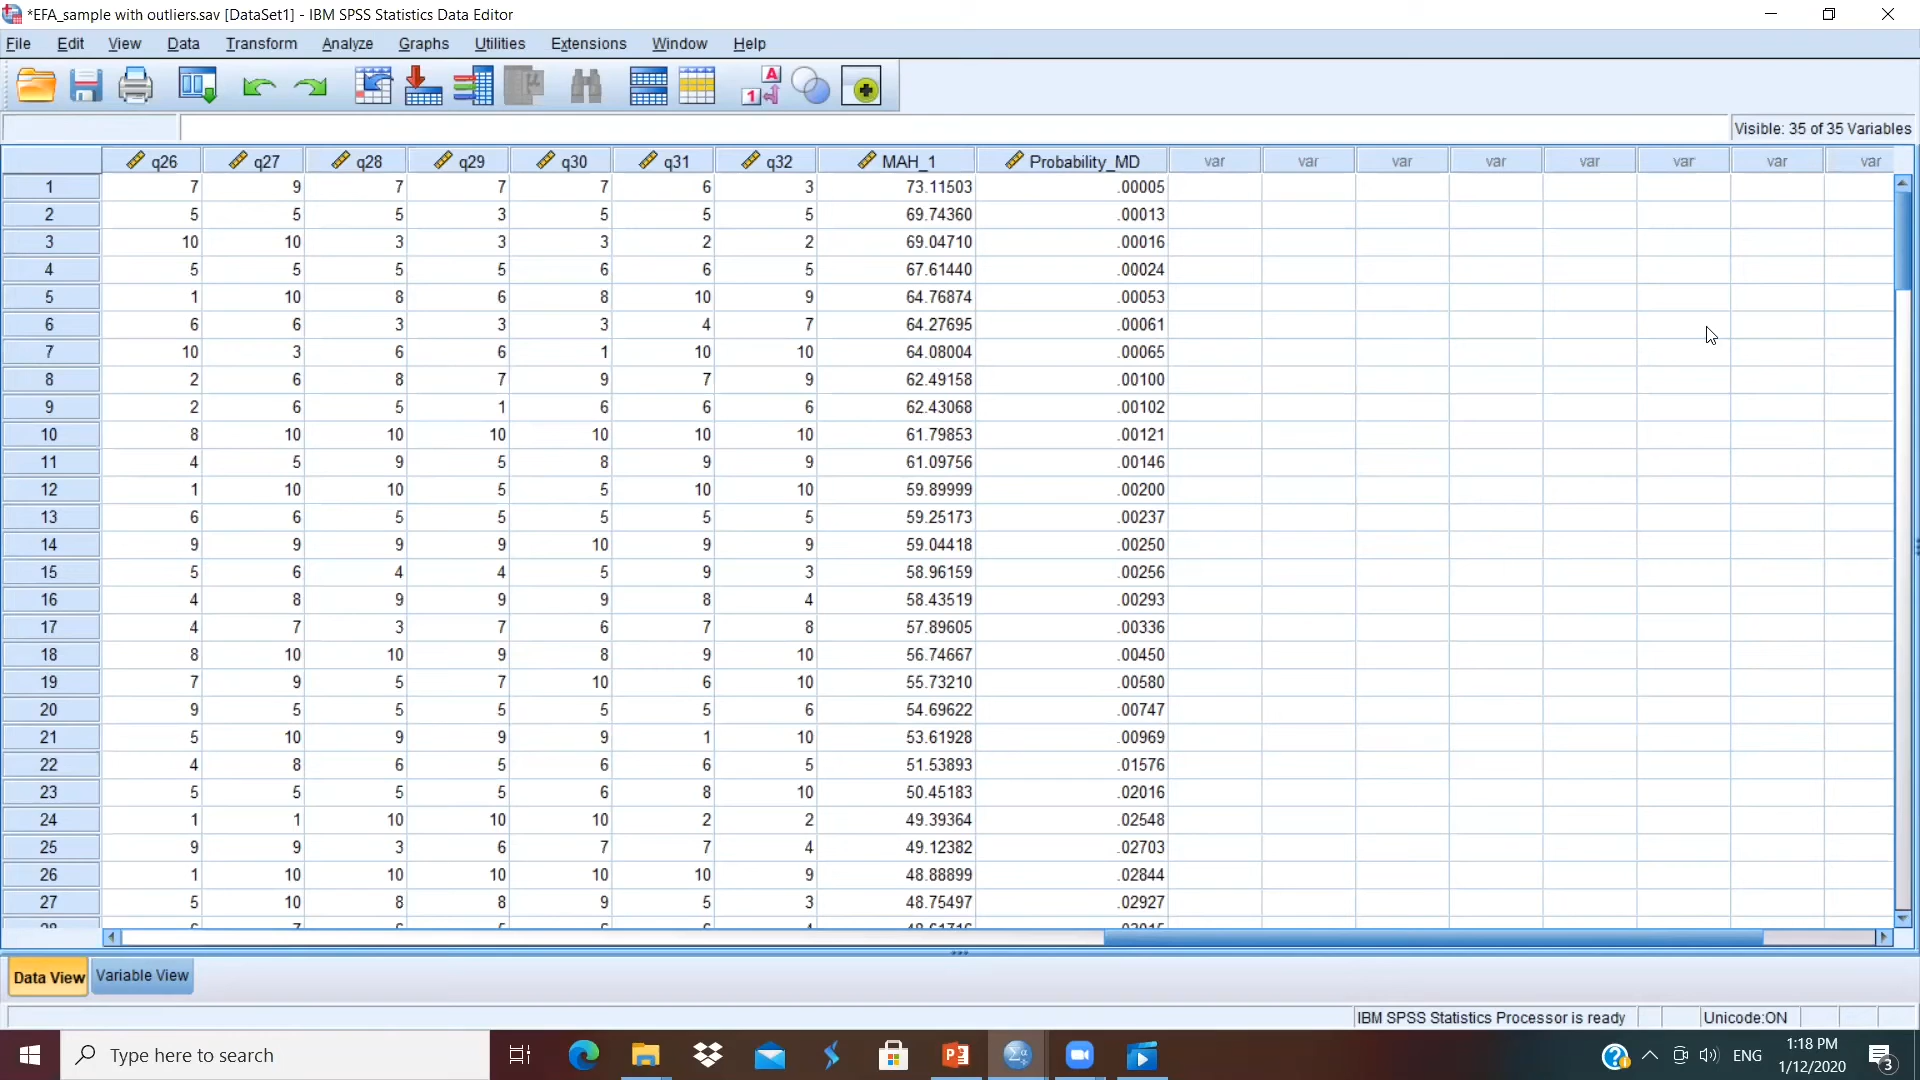 *EFA_sample with outliers.sav [DataSet1] - IBM SPSS Statistics Data Editor
File Edit View Data Transform Analyze Graphs Utilities Extensions Window Help
Visible: 35 of 35 Variables
q26 q27 q28 q29 q30 q31 q32 MAH_1 Probability_MD var var var var var var var var
1 7 9 7 7 7 6 3 73.11503 .00005
2 5 5 5 3 5 5 5 69.74360 .00013
3 10 10 3 3 3 2 2 69.04710 .00016
4 5 5 5 5 6 6 5 67.61440 .00024
5 1 10 8 6 8 10 9 64.76874 .00053
6 6 6 3 3 3 4 7 64.27695 .00061
7 10 3 6 6 1 10 10 64.08004 .00065
8 2 6 8 7 9 7 9 62.49158 .00100
9 2 6 5 1 6 6 6 62.43068 .00102
10 8 10 10 10 10 10 10 61.79853 .00121
11 4 5 9 5 8 9 9 61.09756 .00146
12 1 10 10 5 5 10 10 59.89999 .00200
13 6 6 5 5 5 5 5 59.25173 .00237
14 9 9 9 9 10 9 9 59.04418 .00250
15 5 6 4 4 5 9 3 58.96159 .00256
16 4 8 9 9 9 8 4 58.43519 .00293
17 4 7 3 7 6 7 8 57.89605 .00336
18 8 10 10 9 8 9 10 56.74667 .00450
19 7 9 5 7 10 6 10 55.73210 .00580
20 9 5 5 5 5 5 6 54.69622 .00747
21 5 10 9 9 9 1 10 53.61928 .00969
22 4 8 6 5 6 6 5 51.53893 .01576
23 5 5 5 5 6 8 10 50.45183 .02016
24 1 1 10 10 10 2 2 49.39364 .02548
25 9 9 3 6 7 7 4 49.12382 .02703
26 1 10 10 10 10 10 9 48.88899 .02844
27 5 10 8 8 9 5 3 48.75497 .02927
Data View Variable View
IBM SPSS Statistics Processor is ready Unicode:ON
Type here to search
ENG
1:18 PM
1/12/2020
3